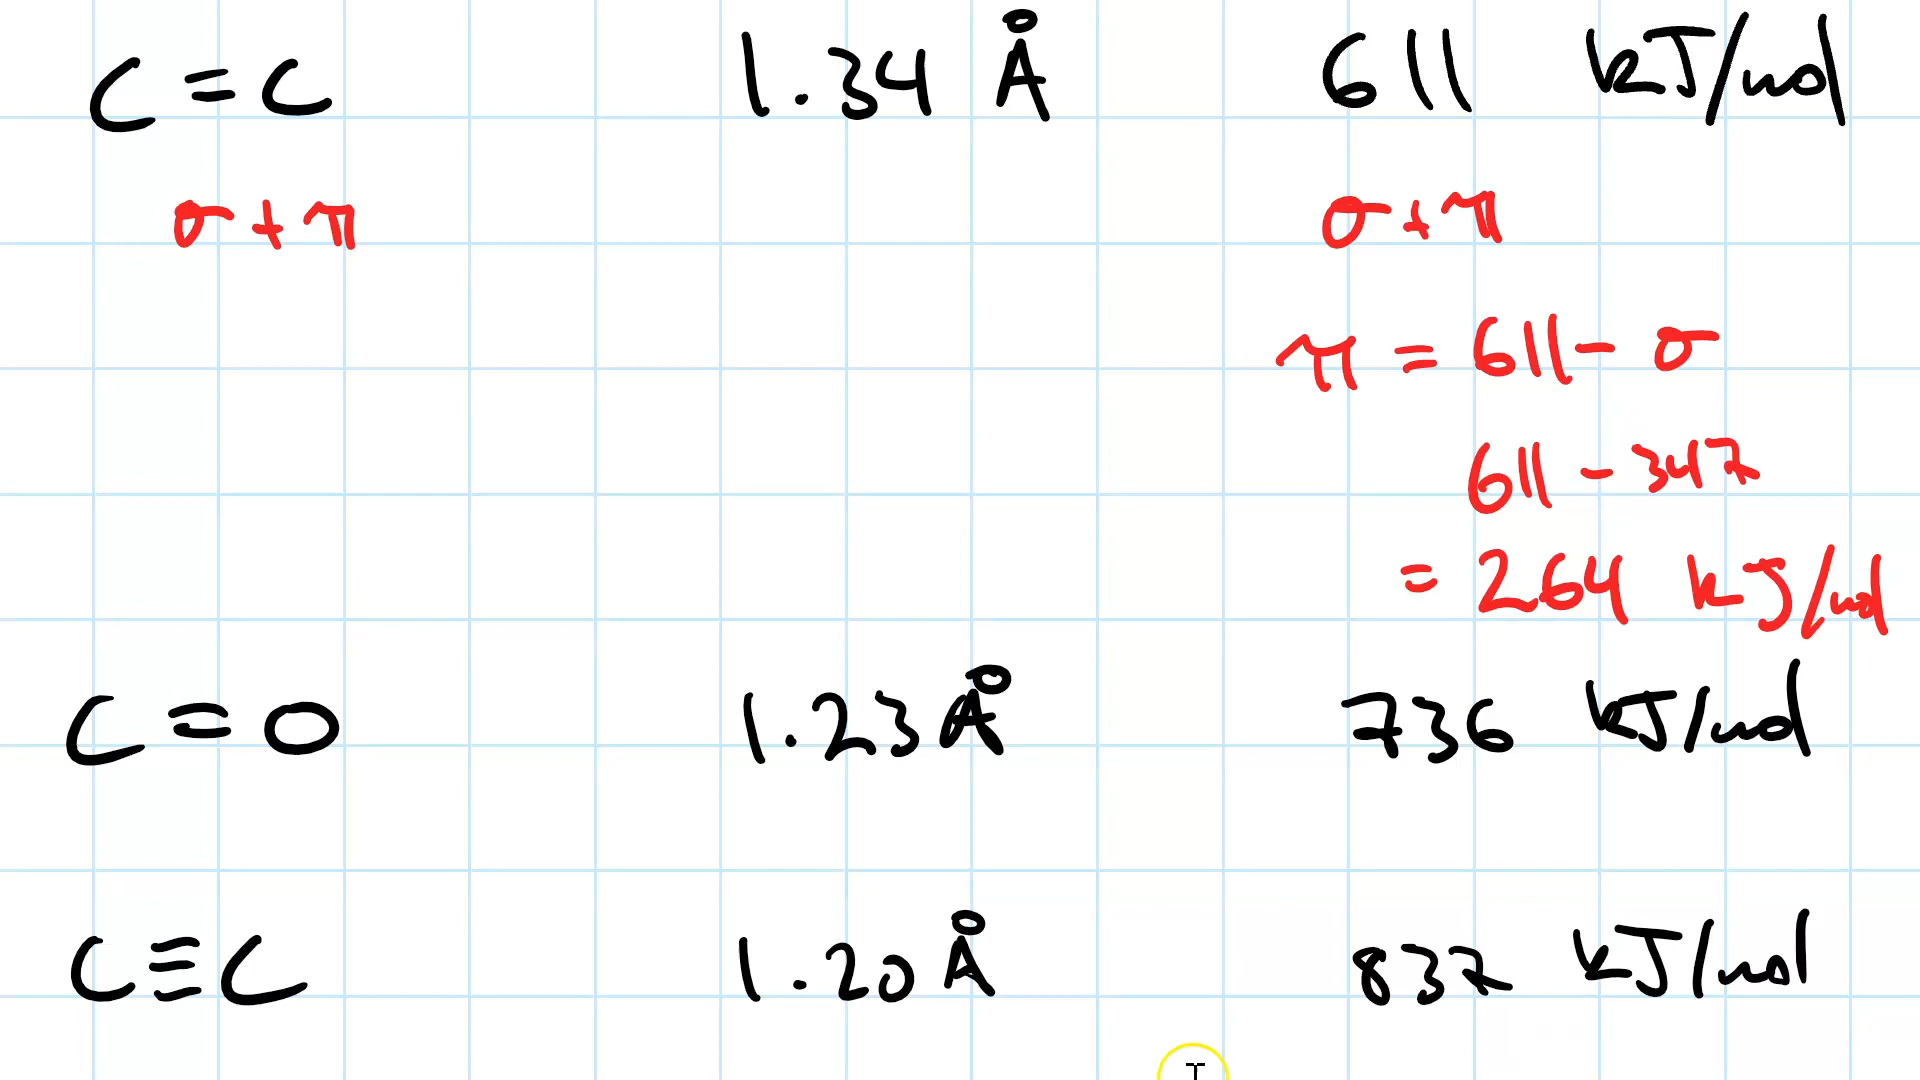 C=C 1.34 Å 611 kJ/mol
σ+π σ+π
π = 611 - σ
611 - 347
= 264 kJ/mol
C=O 1.23 Å 736 kJ/mol
C≡C 1.20 Å 837 kJ/mol